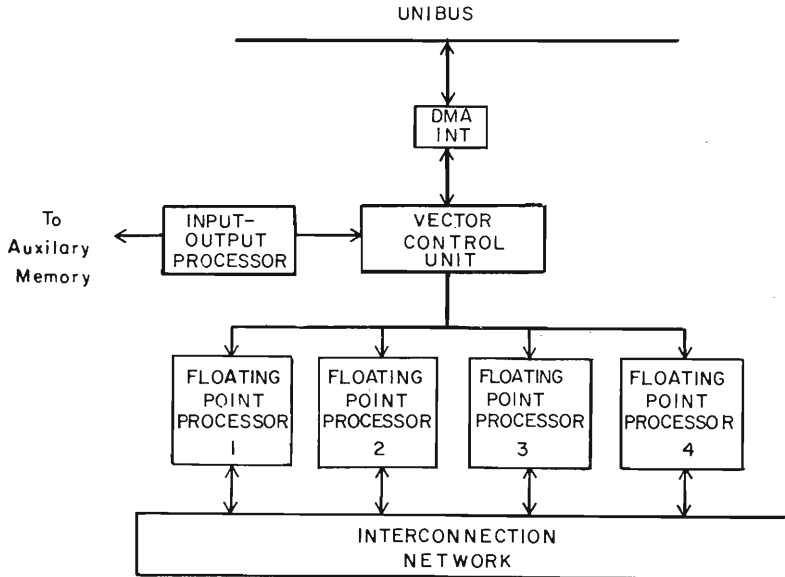 UNIBUS
DMA
INT
To
Auxilary
Memory
INPUT-
OUTPUT
PROCESSOR
VECTOR
CONTROL
UNIT
FLOATING
POINT
PROCESSOR
1
FLOATING
POINT
PROCESSOR
2
FLOATING
POINT
PROCESSOR
3
FLOATING
POINT
PROCESSOR
4
INTERCONNECTION
NETWORK